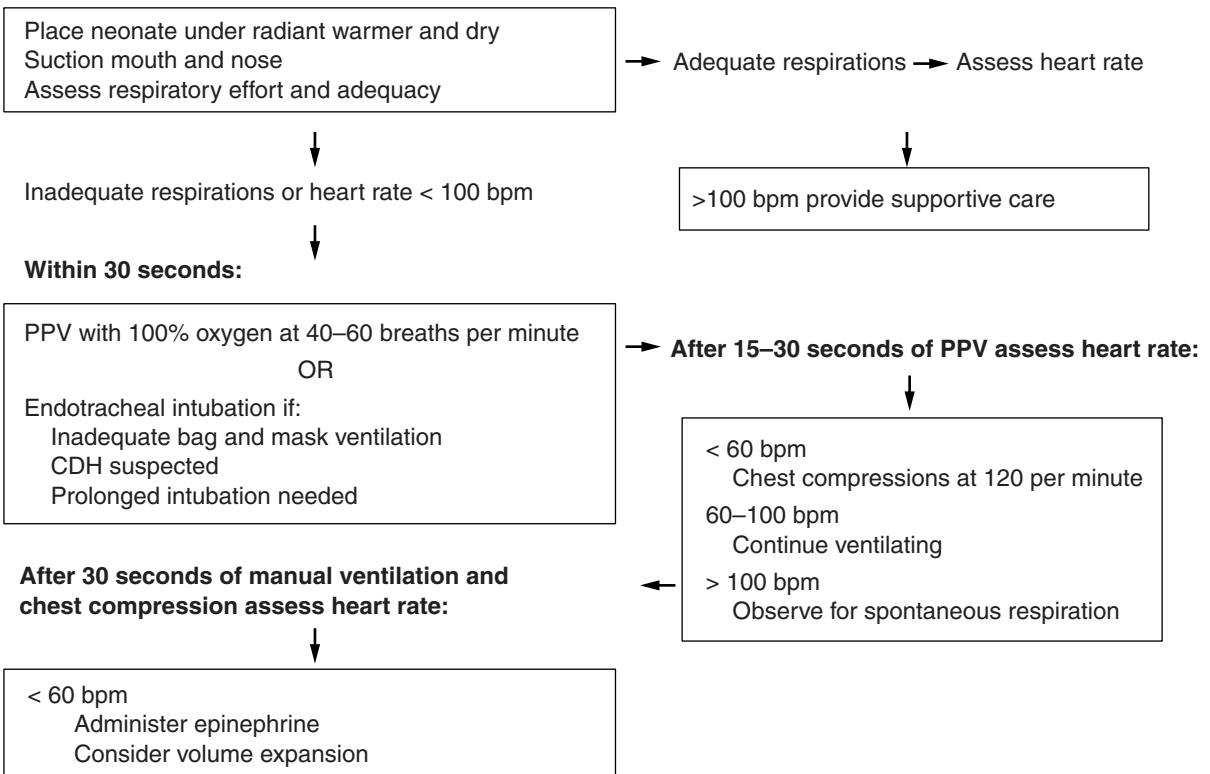 Place neonate under radiant warmer and dry
Suction mouth and nose
Assess respiratory effort and adequacy
Adequate respirations
Assess heart rate
>100 bpm provide supportive care
Inadequate respirations or heart rate < 100 bpm
Within 30 seconds:
PPV with 100% oxygen at 40–60 breaths per minute
OR
Endotracheal intubation if:
Inadequate bag and mask ventilation
CDH suspected
Prolonged intubation needed
After 15–30 seconds of PPV assess heart rate:
< 60 bpm
Chest compressions at 120 per minute
60–100 bpm
Continue ventilating
> 100 bpm
Observe for spontaneous respiration
After 30 seconds of manual ventilation and
chest compression assess heart rate:
< 60 bpm
Administer epinephrine
Consider volume expansion